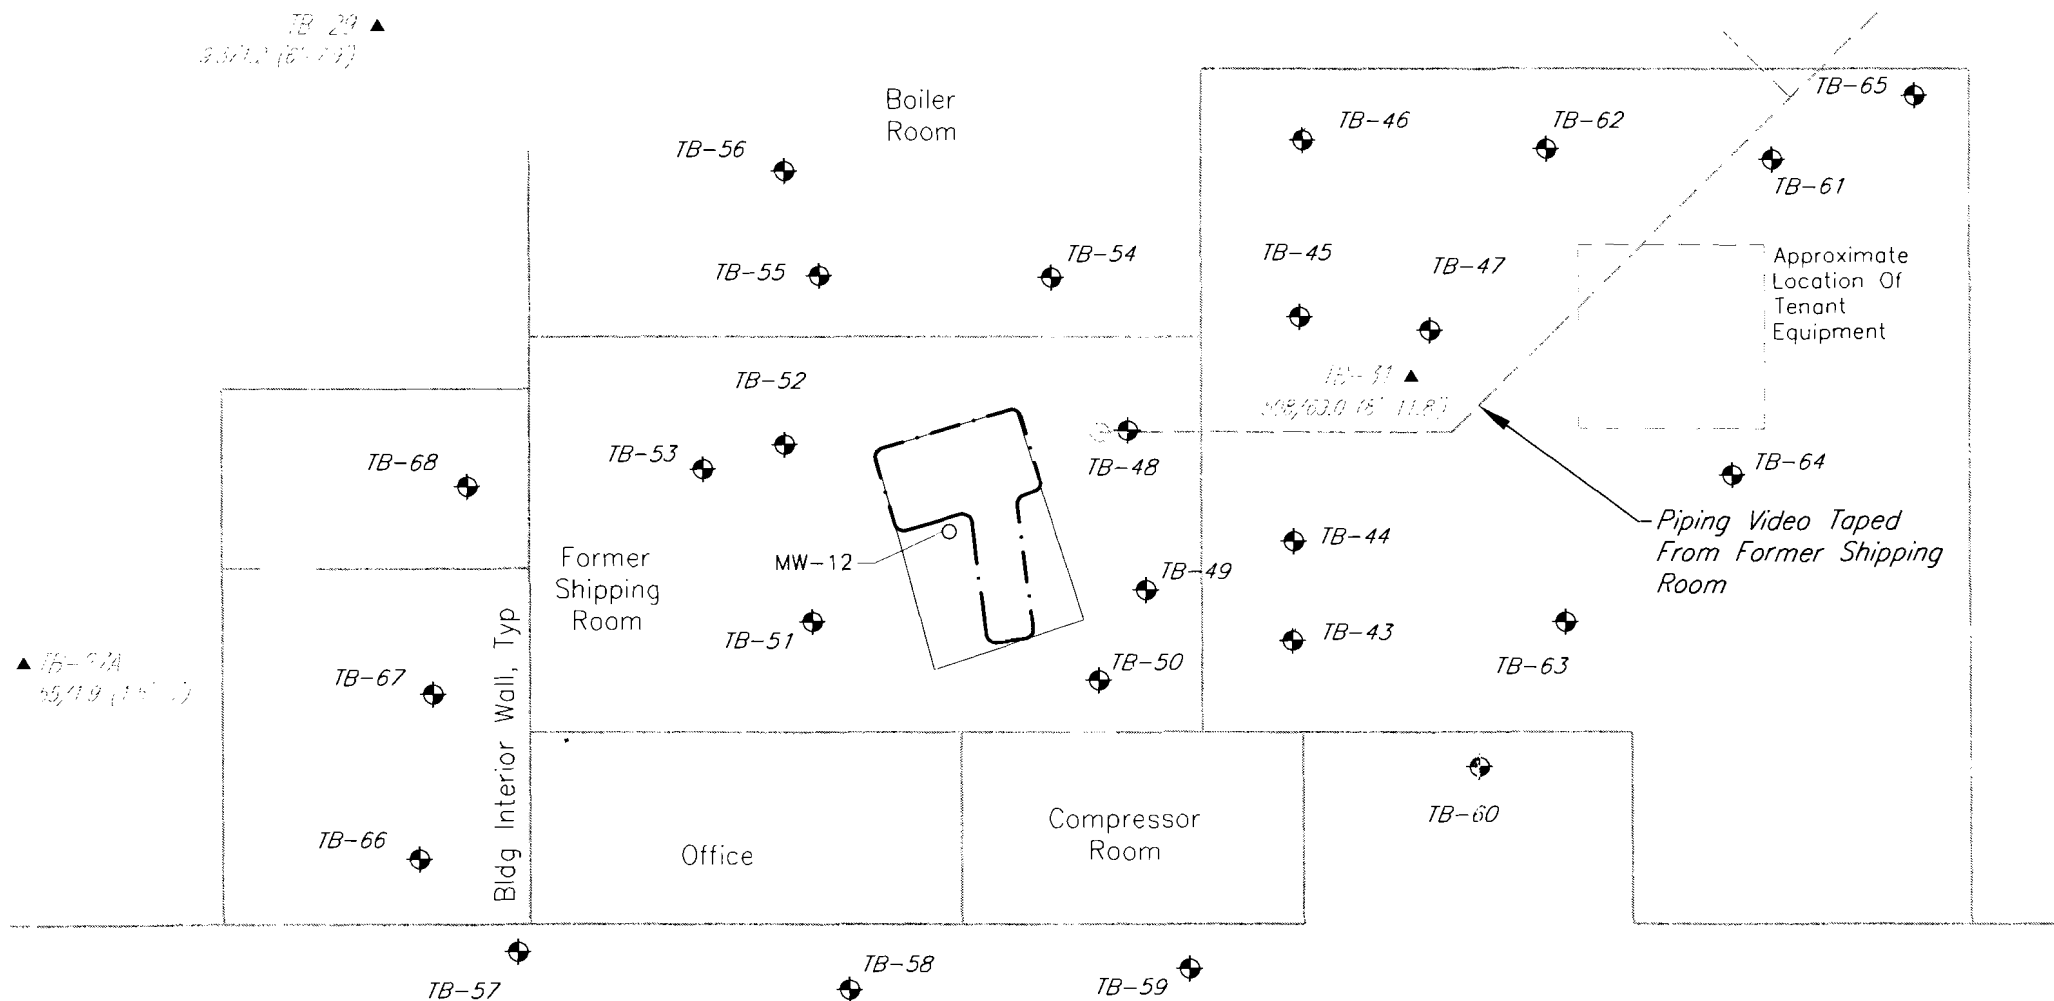 TB-29
Boiler
Room
TB-65
TB-46
TB-62
TB-56
TB-61
TB-45
TB-47
TB-54
TB-55
Approximate
Location Of
Tenant
Equipment
TB-31
TB-52
TB-53
TB-68
TB-48
TB-64
Piping Video Taped
From Former Shipping
Room
TB-44
MW-12
Former
Shipping
Room
TB-49
TB-51
TB-43
TB-63
TB-50
TB-67
Bldg Interior Wall, Typ
TB-66
Office
Compressor
Room
TB-60
TB-57
TB-58
TB-59